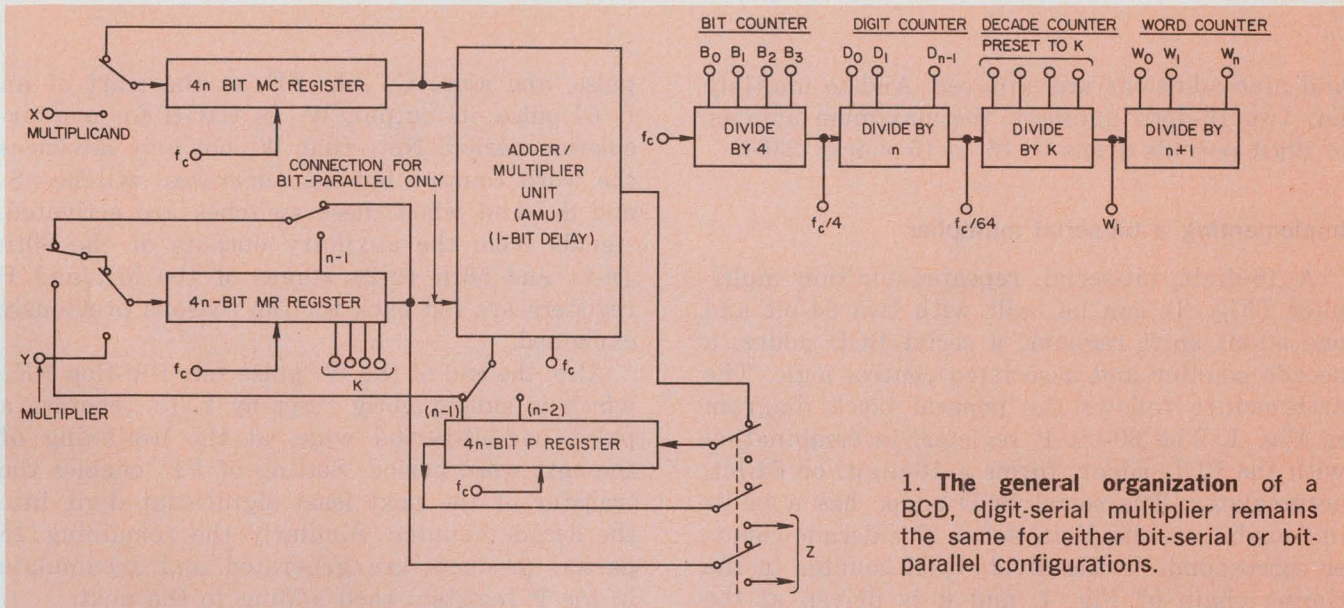 BIT COUNTER DIGIT COUNTER DECADE COUNTER WORD COUNTER
PRESET TO K
B0 B1 B2 B3 D0 D1 Dn-1 W0 W1 Wn
4n BIT MC REGISTER
X
MULTIPLICAND
fc
CONNECTION FOR
BIT-PARALLEL ONLY
ADDER/
MULTIPLIER
UNIT
(AMU)
(1-BIT DELAY)
fc
DIVIDE
BY 4
DIVIDE BY
n
DIVIDE
BY K
DIVIDE BY
n+1
fc/4
fc/64
W1
n-1
4n-BIT MR REGISTER
Y
MULTIPLIER
fc
K
fc
(n-1)
(n-2)
4n-BIT P REGISTER
fc
Z
1. The general organization of a
BCD, digit-serial multiplier remains
the same for either bit-serial or bit-
parallel configurations.